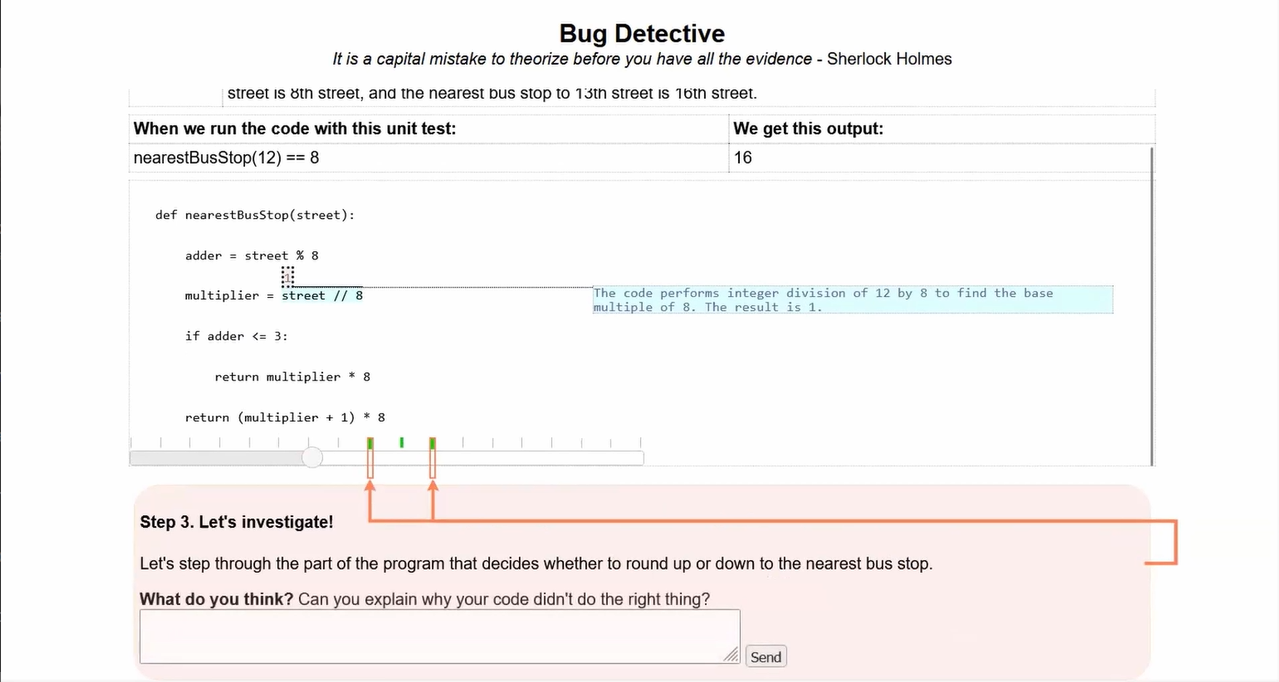 Bug Detective
It is a capital mistake to theorize before you have all the evidence - Sherlock Holmes
street is 8th street, and the nearest bus stop to 13th street is 16th street.
When we run the code with this unit test: We get this output:
nearestBusStop(12) == 8 16
def nearestBusStop(street):
adder = street % 8
multiplier = street // 8
The code performs integer division of 12 by 8 to find the base
multiple of 8. The result is 1.
if adder <= 3:
return multiplier * 8
return (multiplier + 1) * 8
Step 3. Let's investigate!
Let's step through the part of the program that decides whether to round up or down to the nearest bus stop.
What do you think? Can you explain why your code didn't do the right thing?
Send